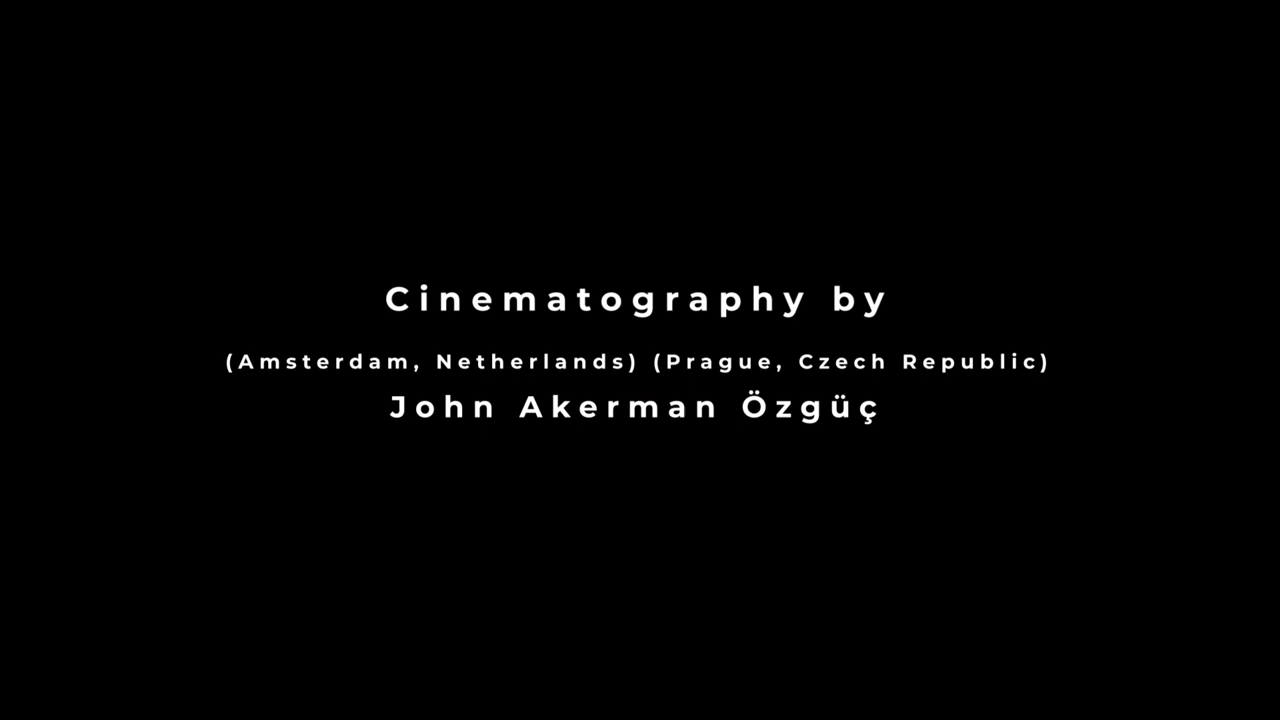 Cinematography by
(Amsterdam, Netherlands) (Prague, Czech Republic)
John Akerman Özgüç